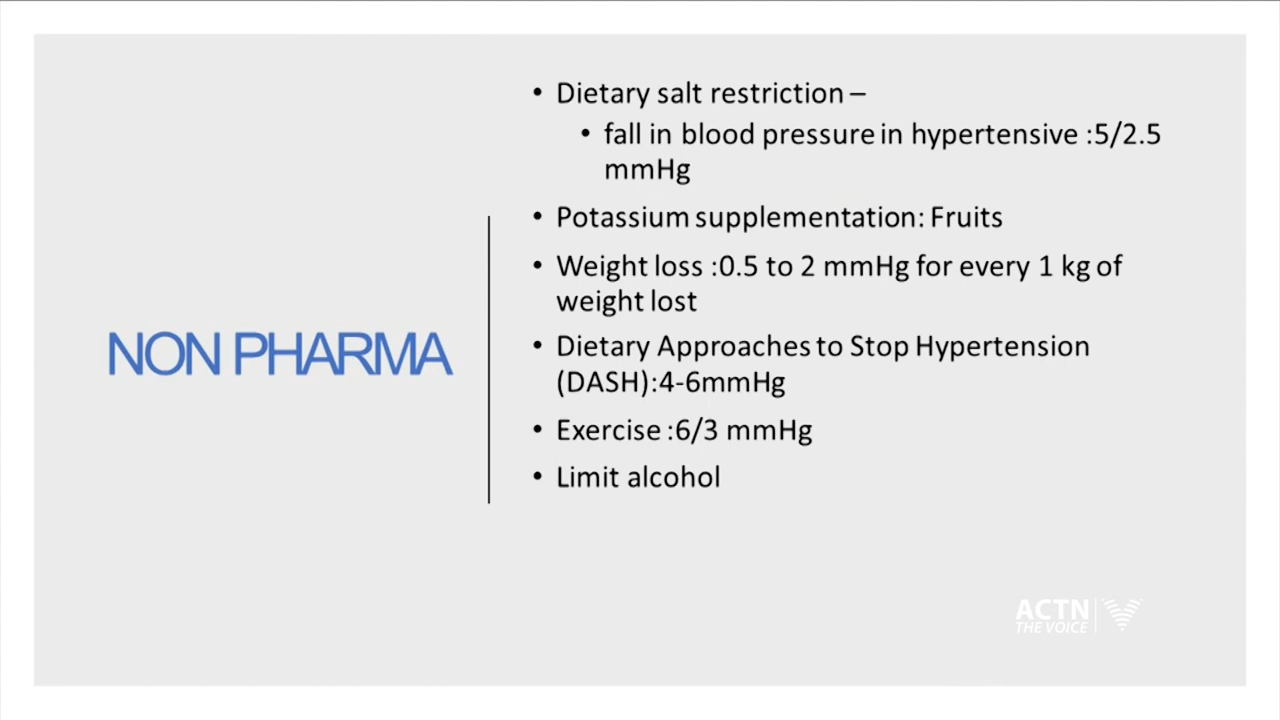 NON PHARMA
• Dietary salt restriction –
• fall in blood pressure in hypertensive :5/2.5
mmHg
• Potassium supplementation: Fruits
• Weight loss :0.5 to 2 mmHg for every 1 kg of
weight lost
• Dietary Approaches to Stop Hypertension
(DASH):4-6mmHg
• Exercise :6/3 mmHg
• Limit alcohol
ACTN
THE VOICE